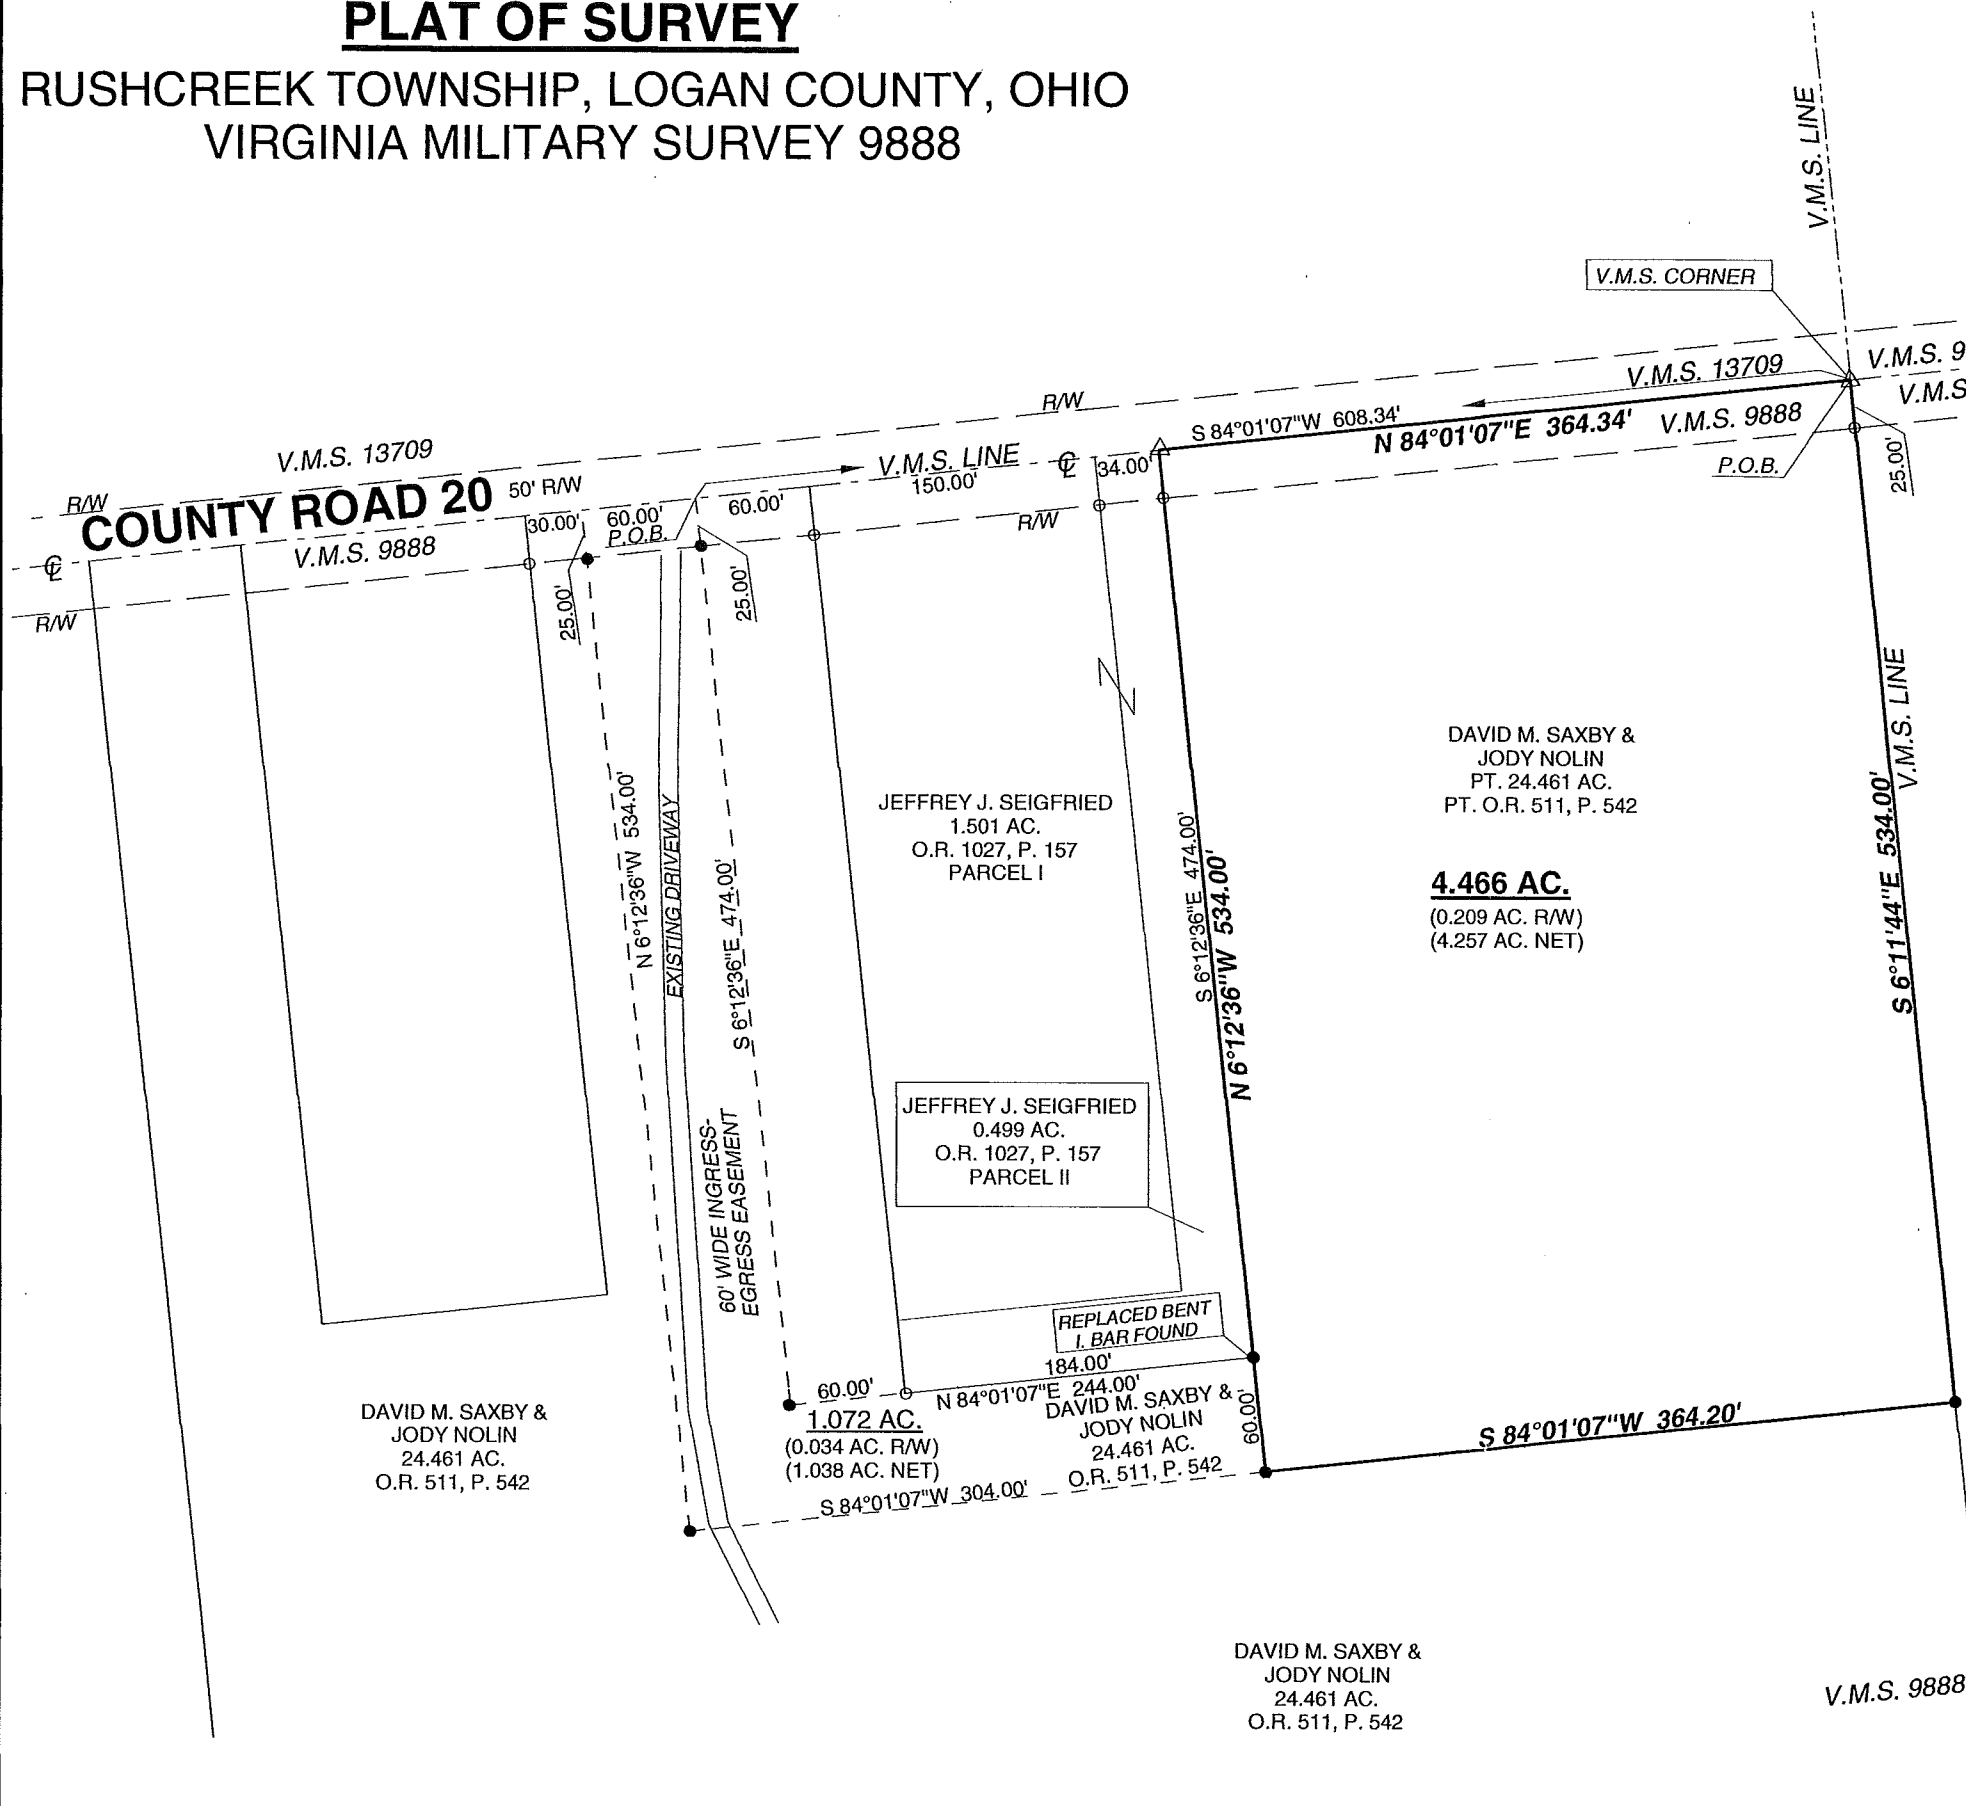 PLAT OF SURVEY
RUSHCREEK TOWNSHIP, LOGAN COUNTY, OHIO
VIRGINIA MILITARY SURVEY 9888
V.M.S. LINE
V.M.S. CORNER
V.M.S. 13709
V.M.S. 9
V.M.S
R/W
S 84°01'07"W 608.34'
N 84°01'07"E 364.34'
V.M.S. 9888
P.O.B.
25.00'
V.M.S. 13709
R/W
COUNTY ROAD 20
50' R/W
V.M.S. LINE
150.00'
℄
34.00'
30.00'
60.00'
P.O.B.
60.00'
R/W
℄
V.M.S. 9888
R/W
25.00'
25.00'
N 6°12'36"W 534.00'
EXISTING DRIVEWAY
S 6°12'36"E 474.00'
60' WIDE INGRESS-
EGRESS EASEMENT
JEFFREY J. SEIGFRIED
1.501 AC.
O.R. 1027, P. 157
PARCEL I
JEFFREY J. SEIGFRIED
0.499 AC.
O.R. 1027, P. 157
PARCEL II
S 6°12'36"E 474.00'
N 6°12'36"W 534.00'
DAVID M. SAXBY &
JODY NOLIN
PT. 24.461 AC.
PT. O.R. 511, P. 542
4.466 AC.
(0.209 AC. R/W)
(4.257 AC. NET)
V.M.S. LINE
S 6°11'44"E 534.00'
REPLACED BENT
I. BAR FOUND
184.00'
60.00'
N 84°01'07"E 244.00'
1.072 AC.
(0.034 AC. R/W)
(1.038 AC. NET)
DAVID M. SAXBY &
JODY NOLIN
24.461 AC.
O.R. 511, P. 542
60.00'
S 84°01'07"W 304.00'
S 84°01'07"W 364.20'
DAVID M. SAXBY &
JODY NOLIN
24.461 AC.
O.R. 511, P. 542
DAVID M. SAXBY &
JODY NOLIN
24.461 AC.
O.R. 511, P. 542
V.M.S. 9888